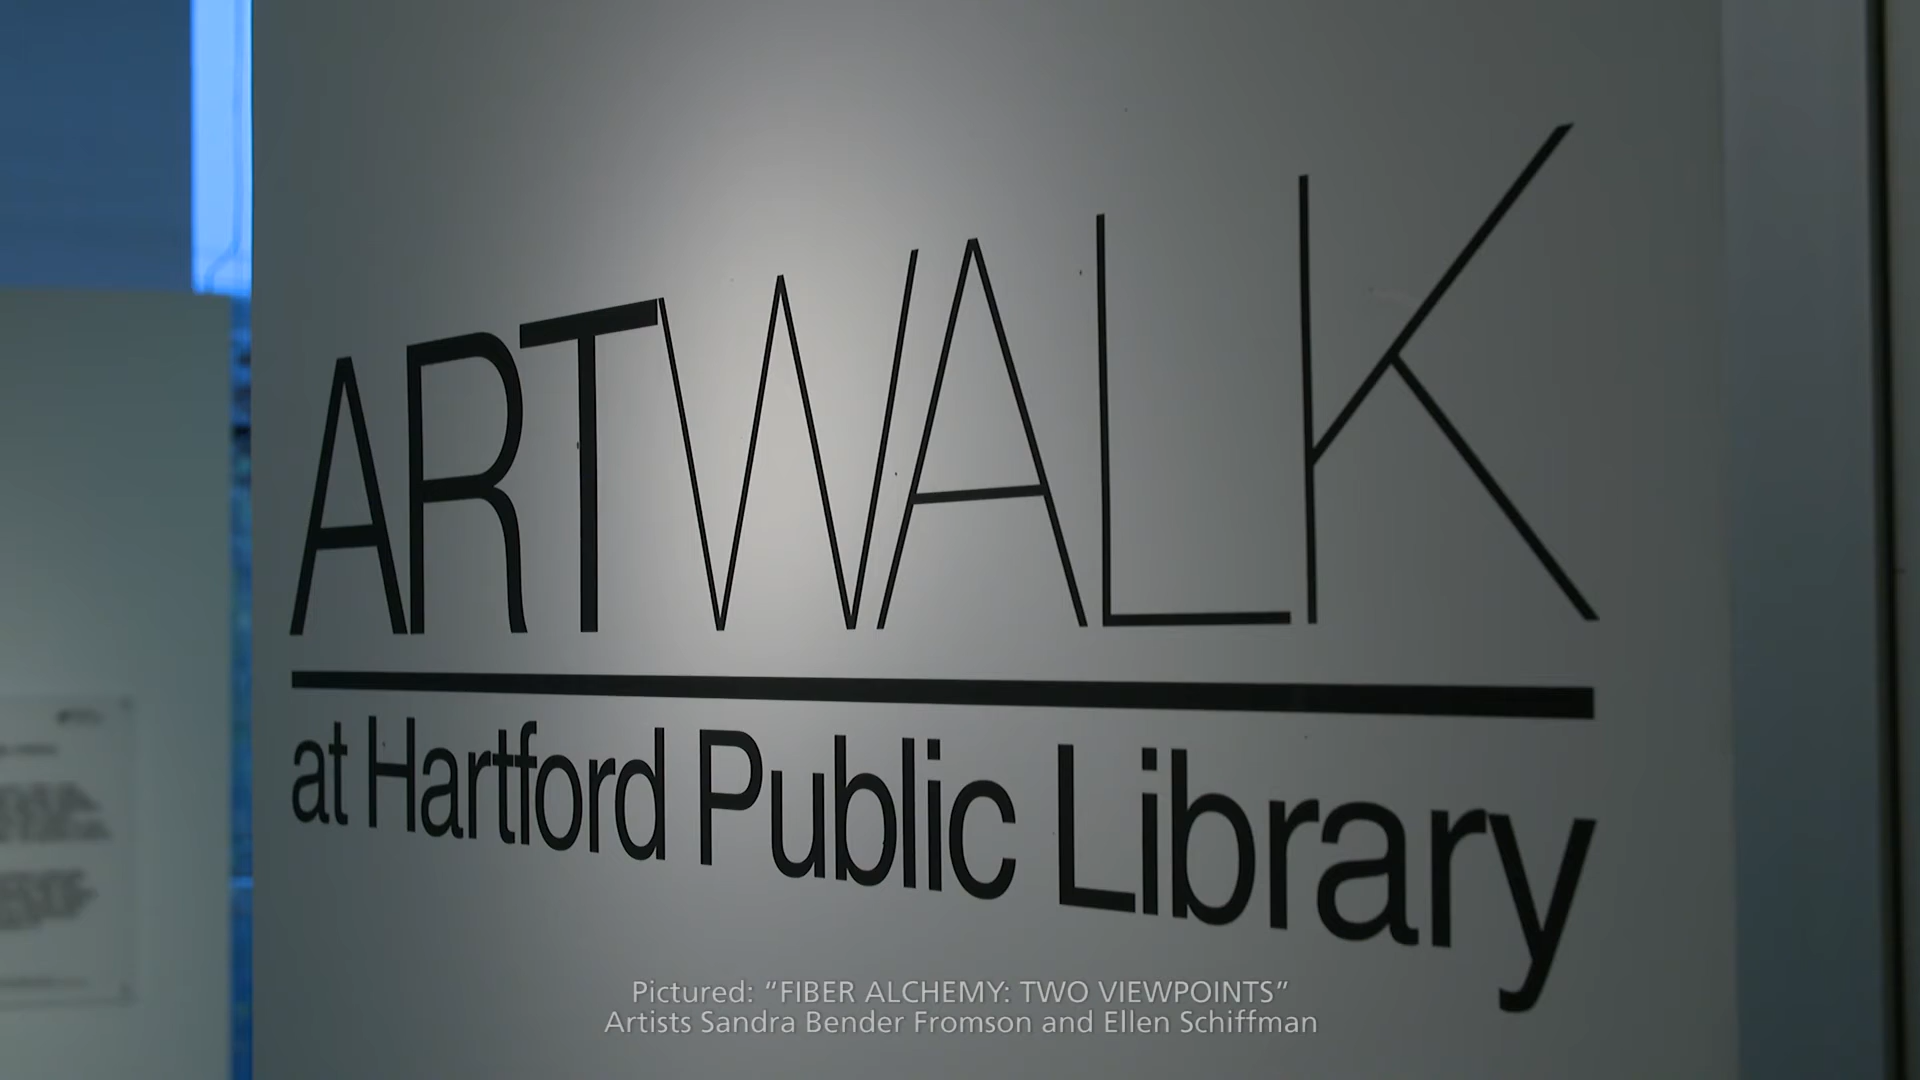 ARTWALK
at Hartford Public Library
Pictured: “FIBER ALCHEMY: TWO VIEWPOINTS”
Artists Sandra Bender Fromson and Ellen Schiffman